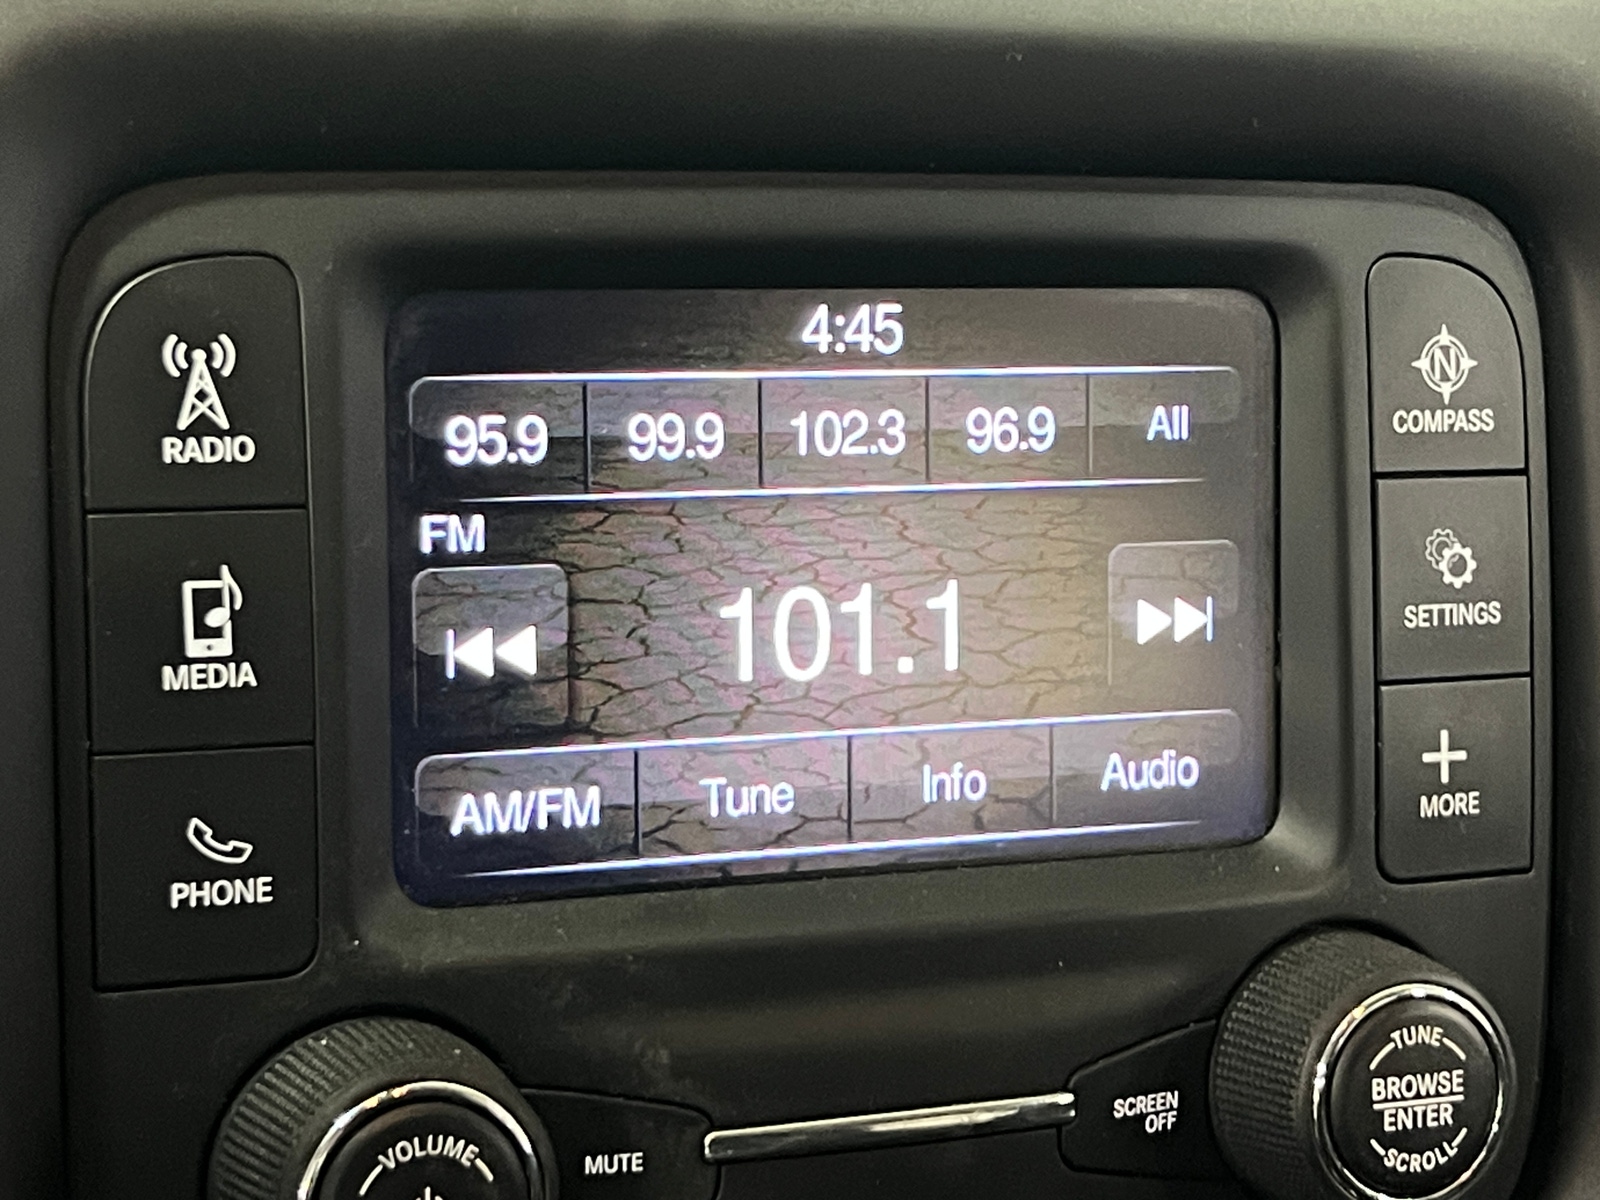 4:45
95.9 99.9 102.3 96.9 All
FM
101.1
AM/FM Tune Info Audio
RADIO
MEDIA
PHONE
N
COMPASS
SETTINGS
MORE
VOLUME
MUTE
SCREEN
OFF
TUNE
BROWSE
ENTER
SCROLL